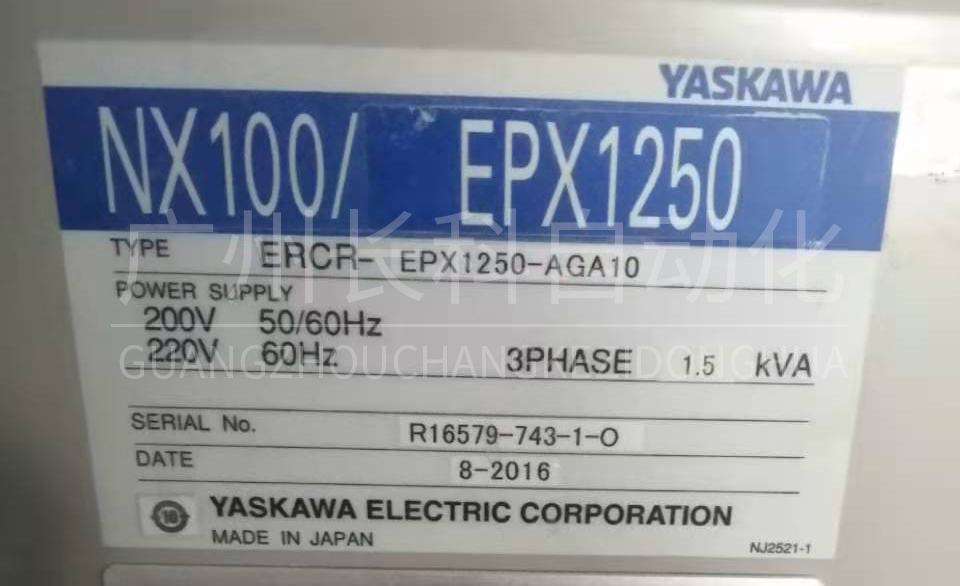 YASKAWA
NX100/ EPX1250
TYPE ERCR- EPX1250-AGA10
广州长科自动化
POWER SUPPLY
200V 50/60Hz
220V 60Hz 3PHASE 1.5 kVA
SERIAL No. R16579-743-1-0
DATE 8-2016
10
YASKAWA ELECTRIC CORPORATION
MADE IN JAPAN
NJ2521-1